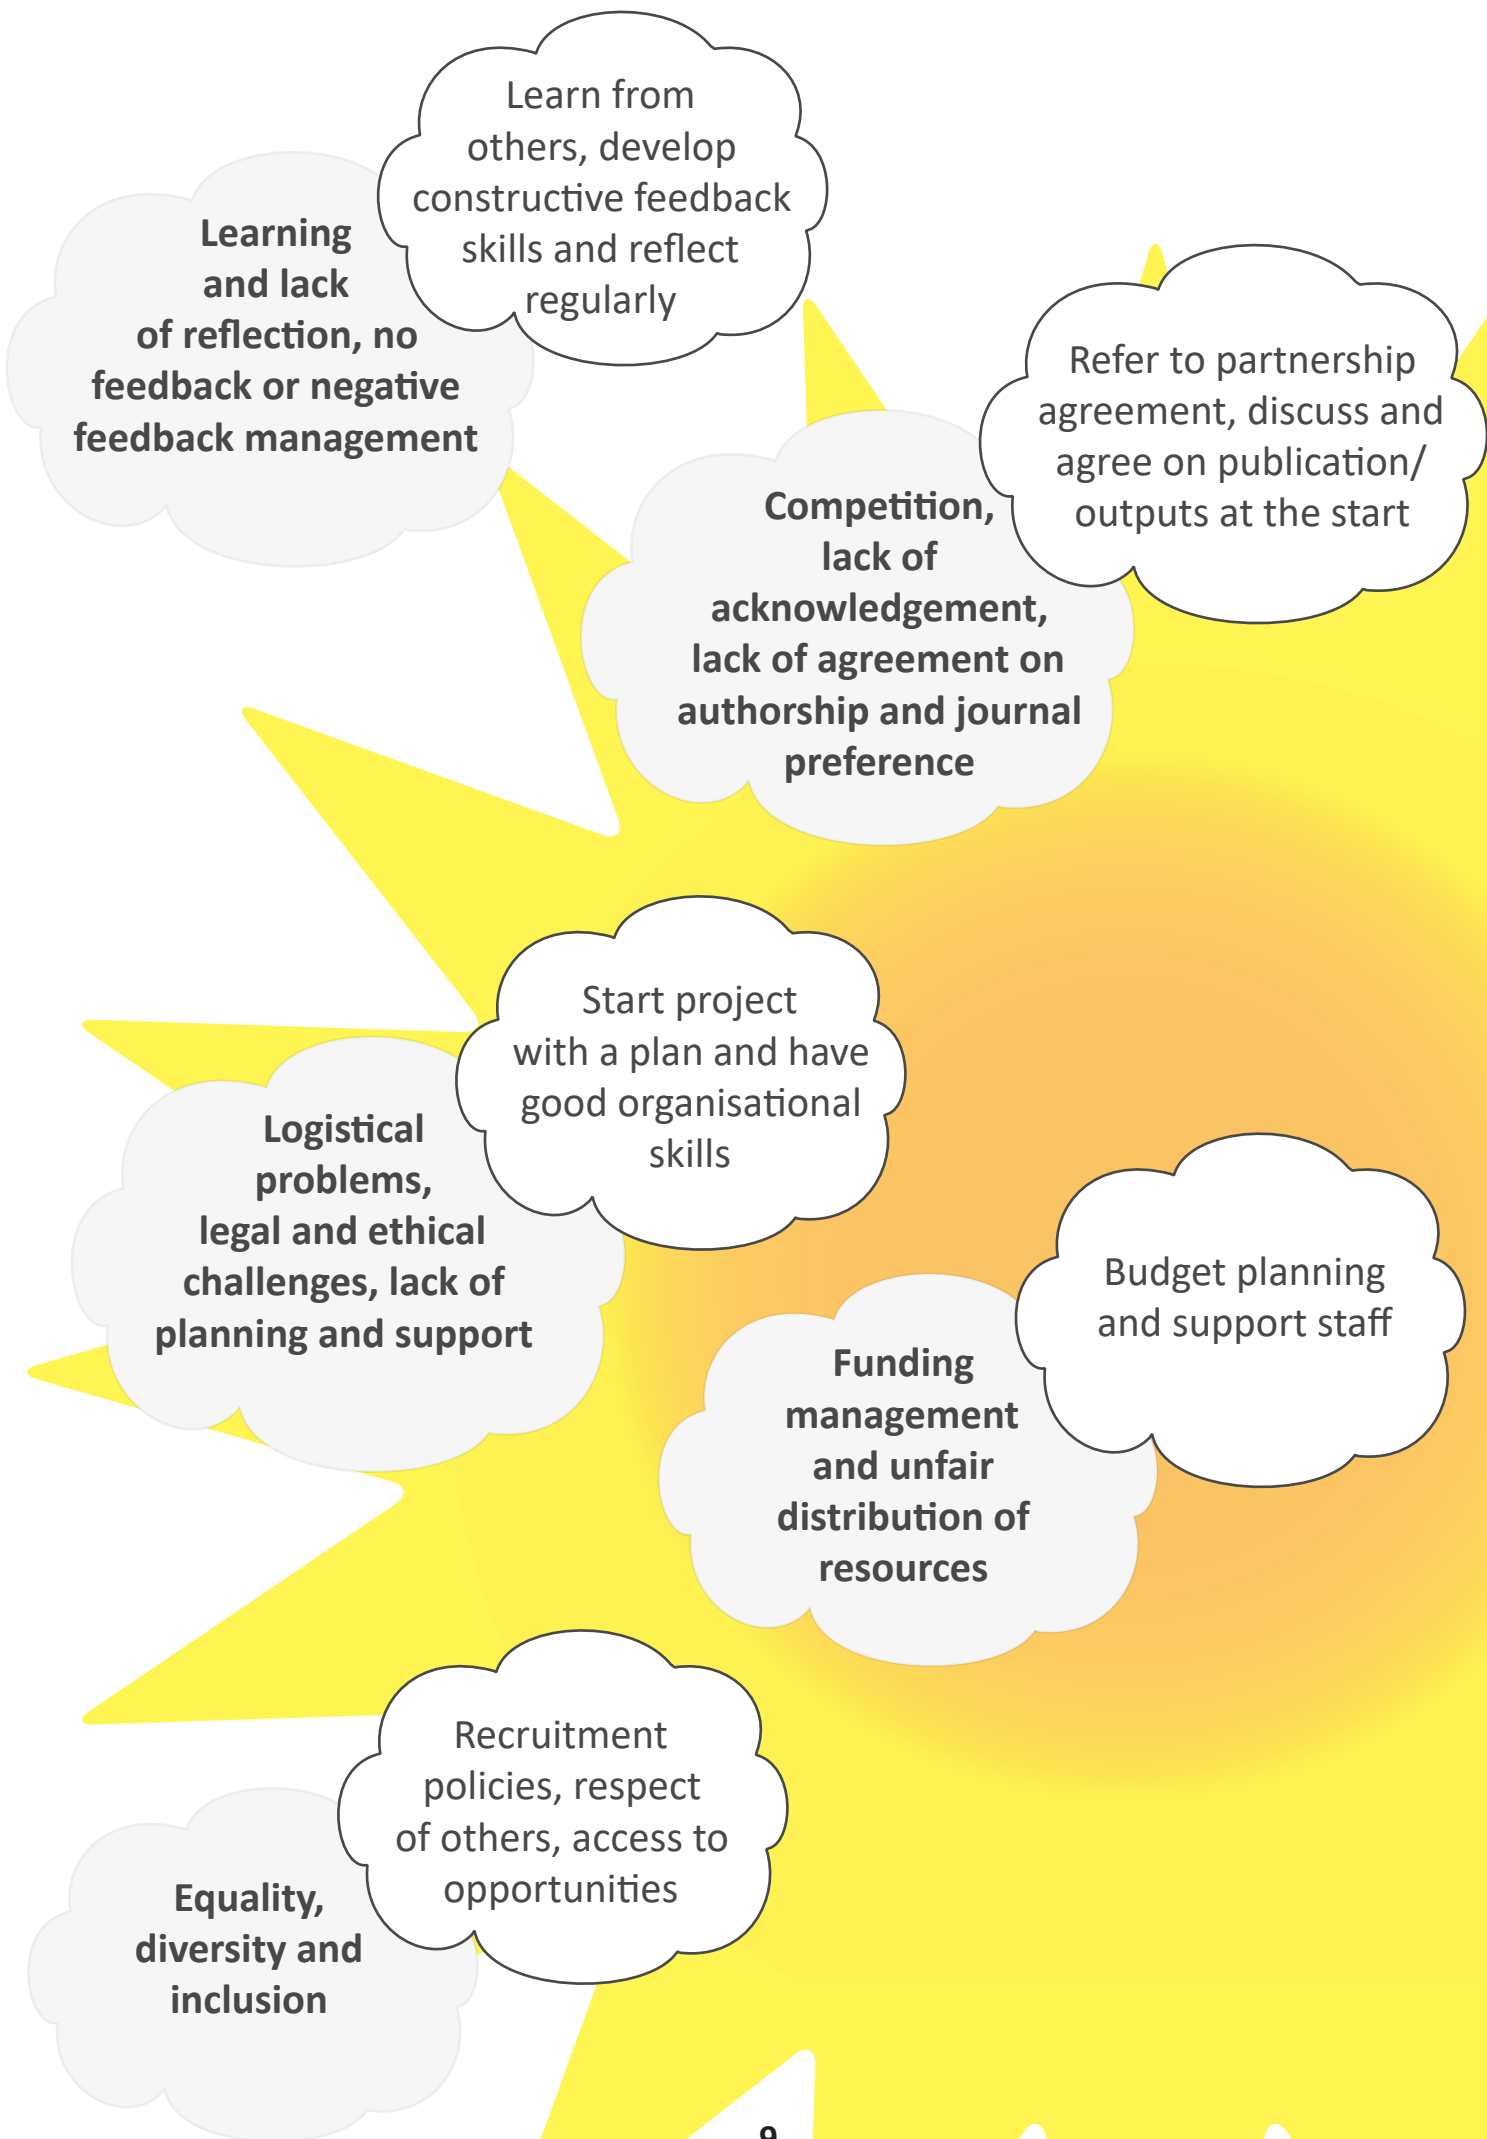 Learn from
others, develop
constructive feedback
skills and reflect
regularly
Learning
and lack
of reflection, no
feedback or negative
feedback management
Refer to partnership
agreement, discuss and
agree on publication/
outputs at the start
Competition,
lack of
acknowledgement,
lack of agreement on
authorship and journal
preference
Start project
with a plan and have
good organisational
skills
Logistical
problems,
legal and ethical
challenges, lack of
planning and support
Budget planning
and support staff
Funding
management
and unfair
distribution of
resources
Recruitment
policies, respect
of others, access to
opportunities
Equality,
diversity and
inclusion
9